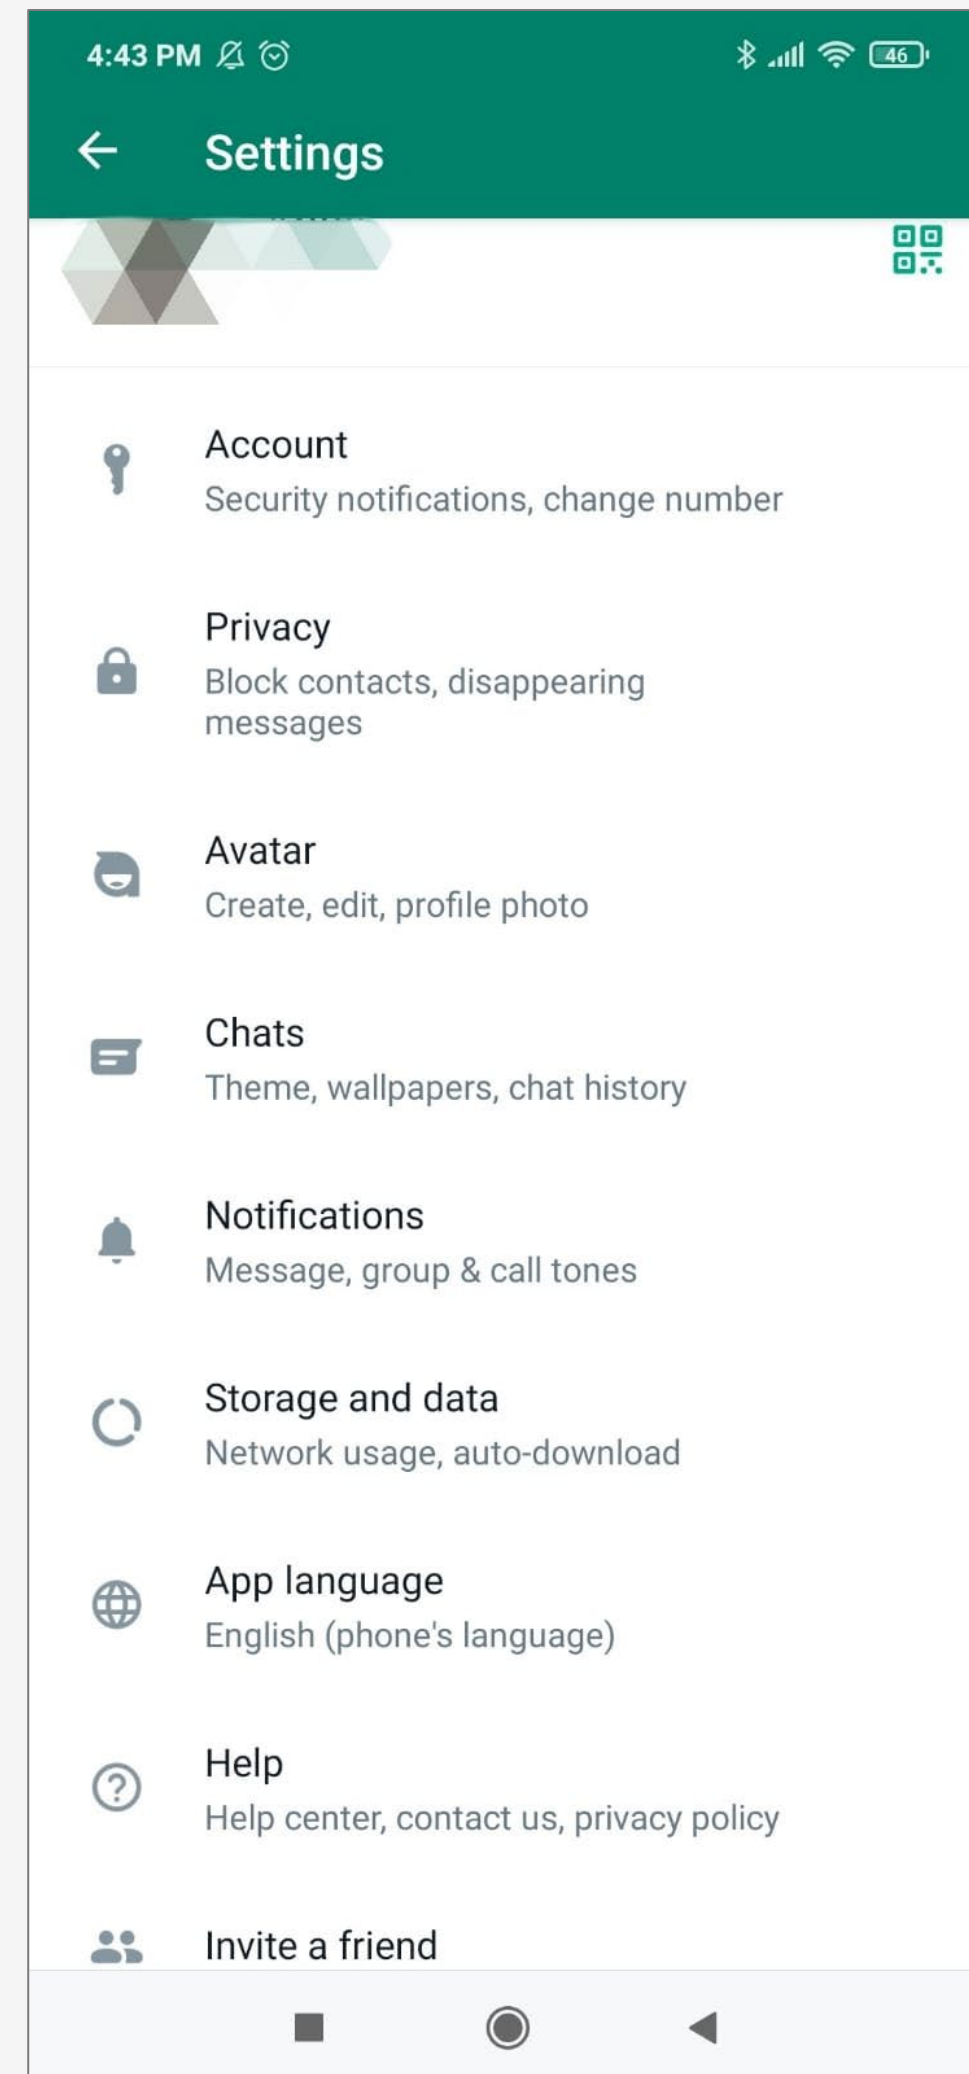 4:43 PM
46
Settings
Account
Security notifications, change number
Privacy
Block contacts, disappearing
messages
Avatar
Create, edit, profile photo
Chats
Theme, wallpapers, chat history
Notifications
Message, group & call tones
Storage and data
Network usage, auto-download
App language
English (phone's language)
Help
Help center, contact us, privacy policy
Invite a friend